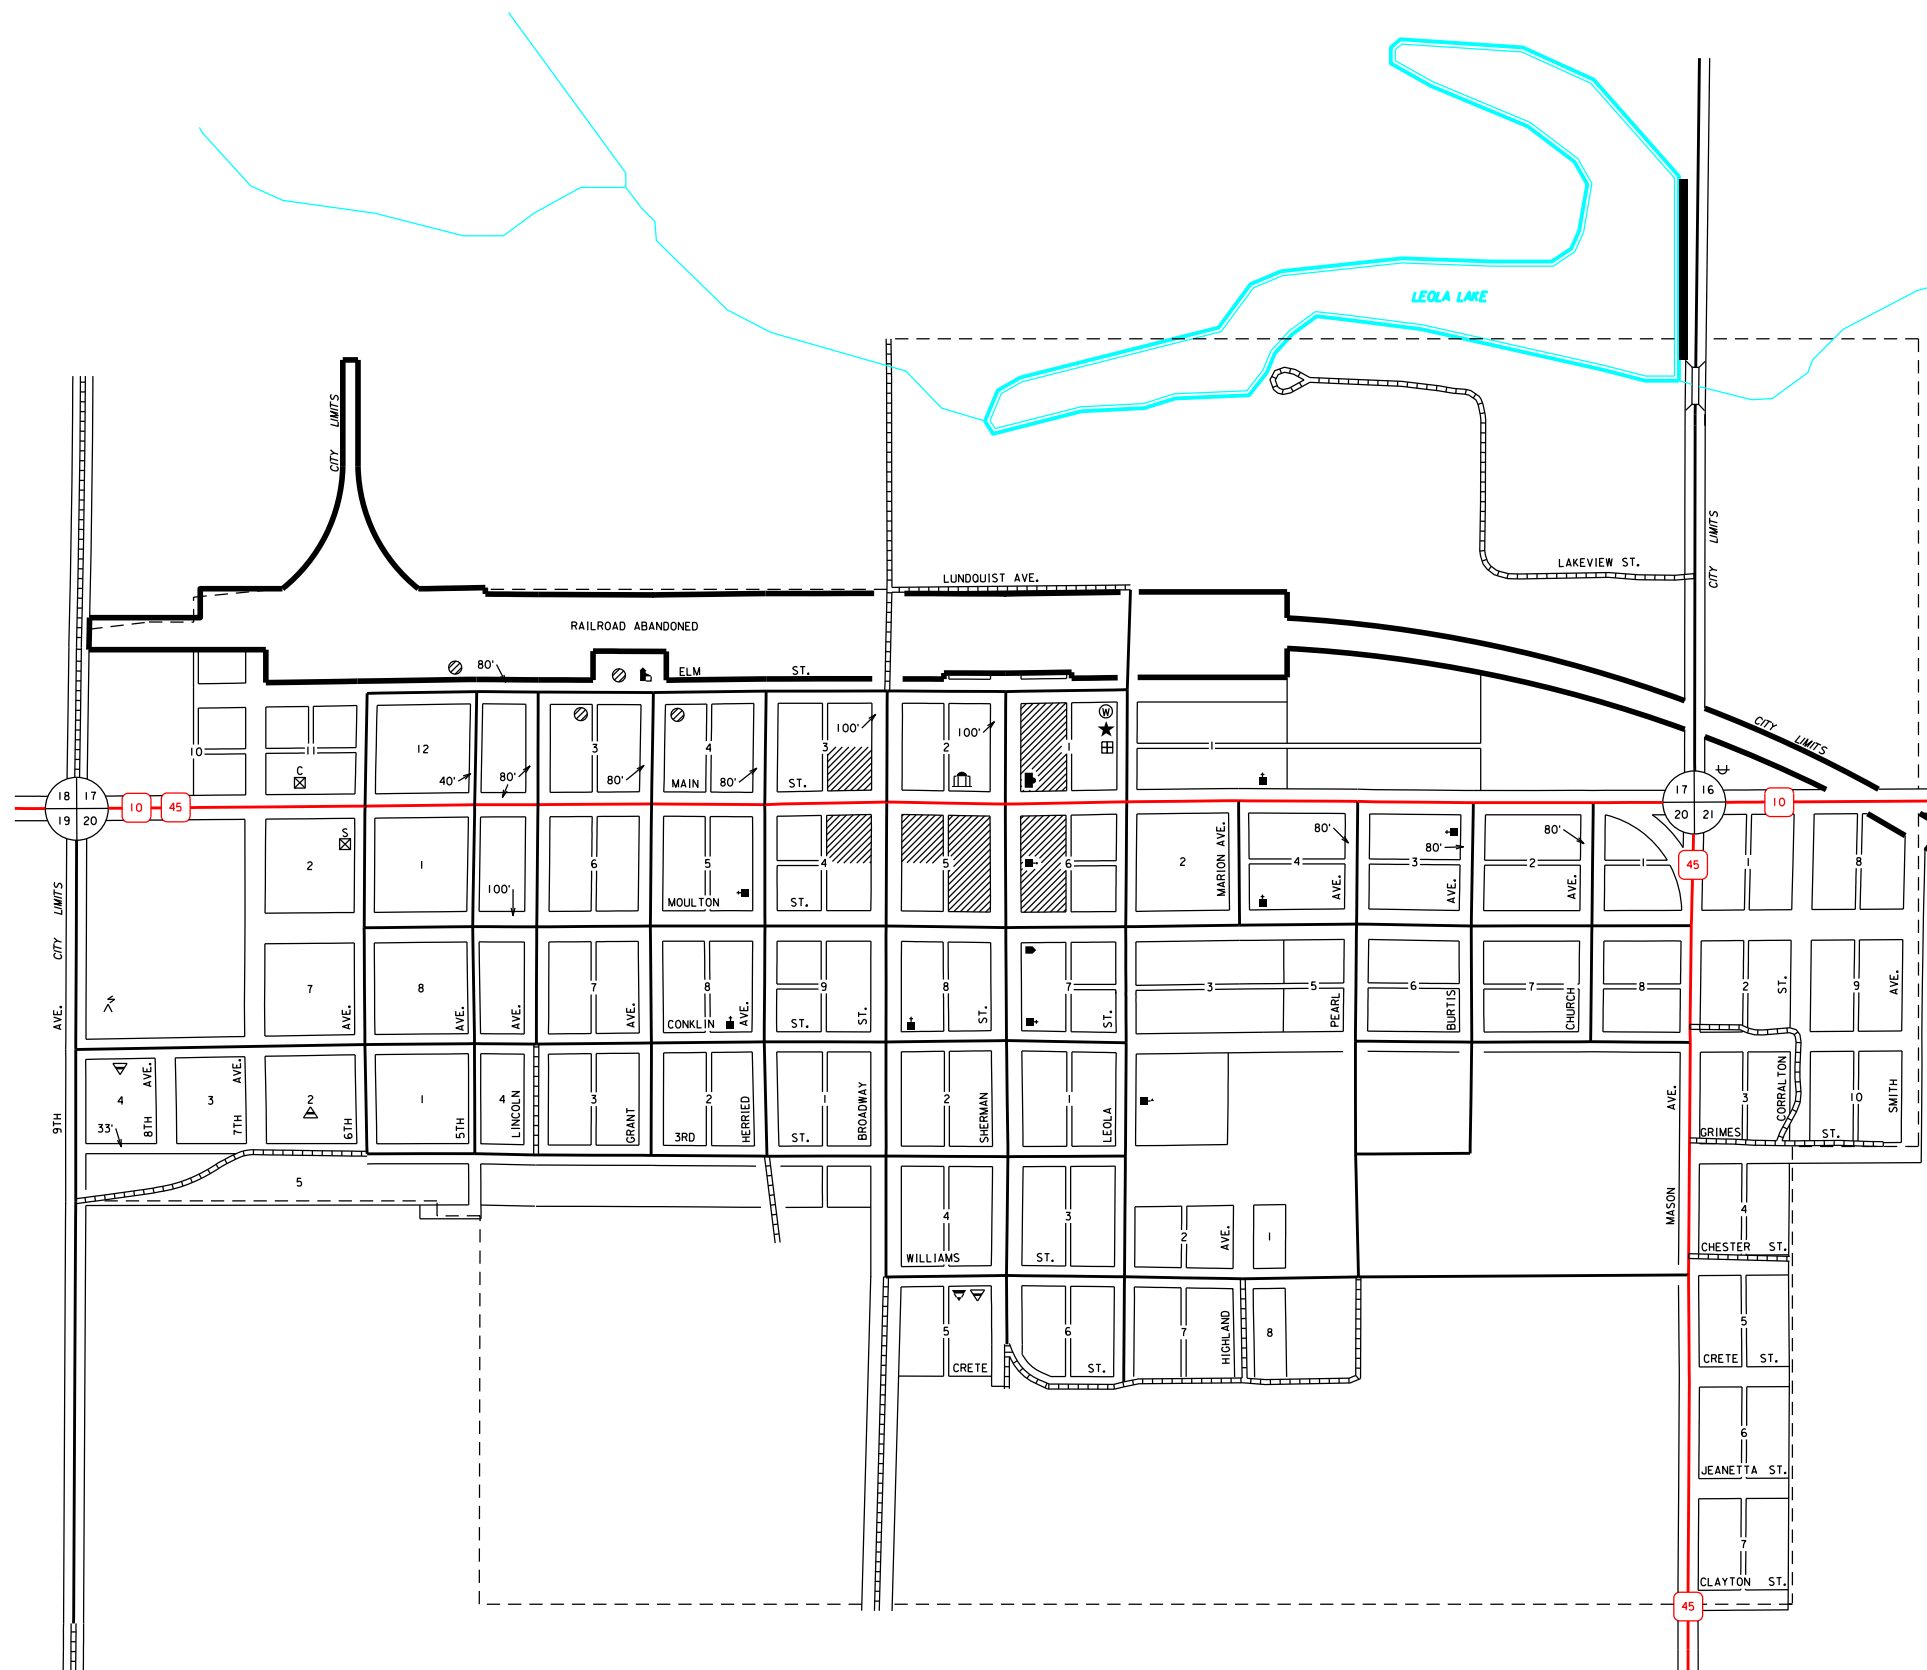 LEOLA LAKE
CITY LIMITS
CITY LIMITS
LAKEVIEW ST.
LUNDQUIST AVE.
RAILROAD ABANDONED
80'
ELM ST.
CITY LIMITS
10
11
12
3
4
3
2
1
1
W
100'
100'
C
40'
80'
80'
80'
MAIN ST.
18 17
19 20
10
45
17 16
20 21
10
S
2
1
6
5
4
5
6
2
4
3
2
1
1
8
80'
80'
80'
45
100'
MOULTON ST.
MARION AVE.
AVE.
AVE.
AVE.
9TH AVE. CITY LIMITS
7
8
7
8
9
8
7
3
5
6
7
8
2
9
AVE.
AVE.
AVE.
AVE.
AVE.
ST.
ST.
ST.
PEARL
BURTIS
CHURCH
ST.
AVE.
CONKLIN ST.
4
3
2
1
4
3
2
1
2
1
3
10
33'
8TH AVE.
7TH AVE.
6TH
5TH
LINCOLN
GRANT
HERRIED
BROADWAY
SHERMAN
LEOLA
MASON AVE.
CORRALTON
SMITH
3RD ST.
GRIMES ST.
5
4
3
2
1
4
AVE.
WILLIAMS ST.
CHESTER ST.
5
6
7
8
5
HIGHLAND
CRETE ST.
CRETE ST.
6
JEANETTA ST.
7
CLAYTON ST.
45